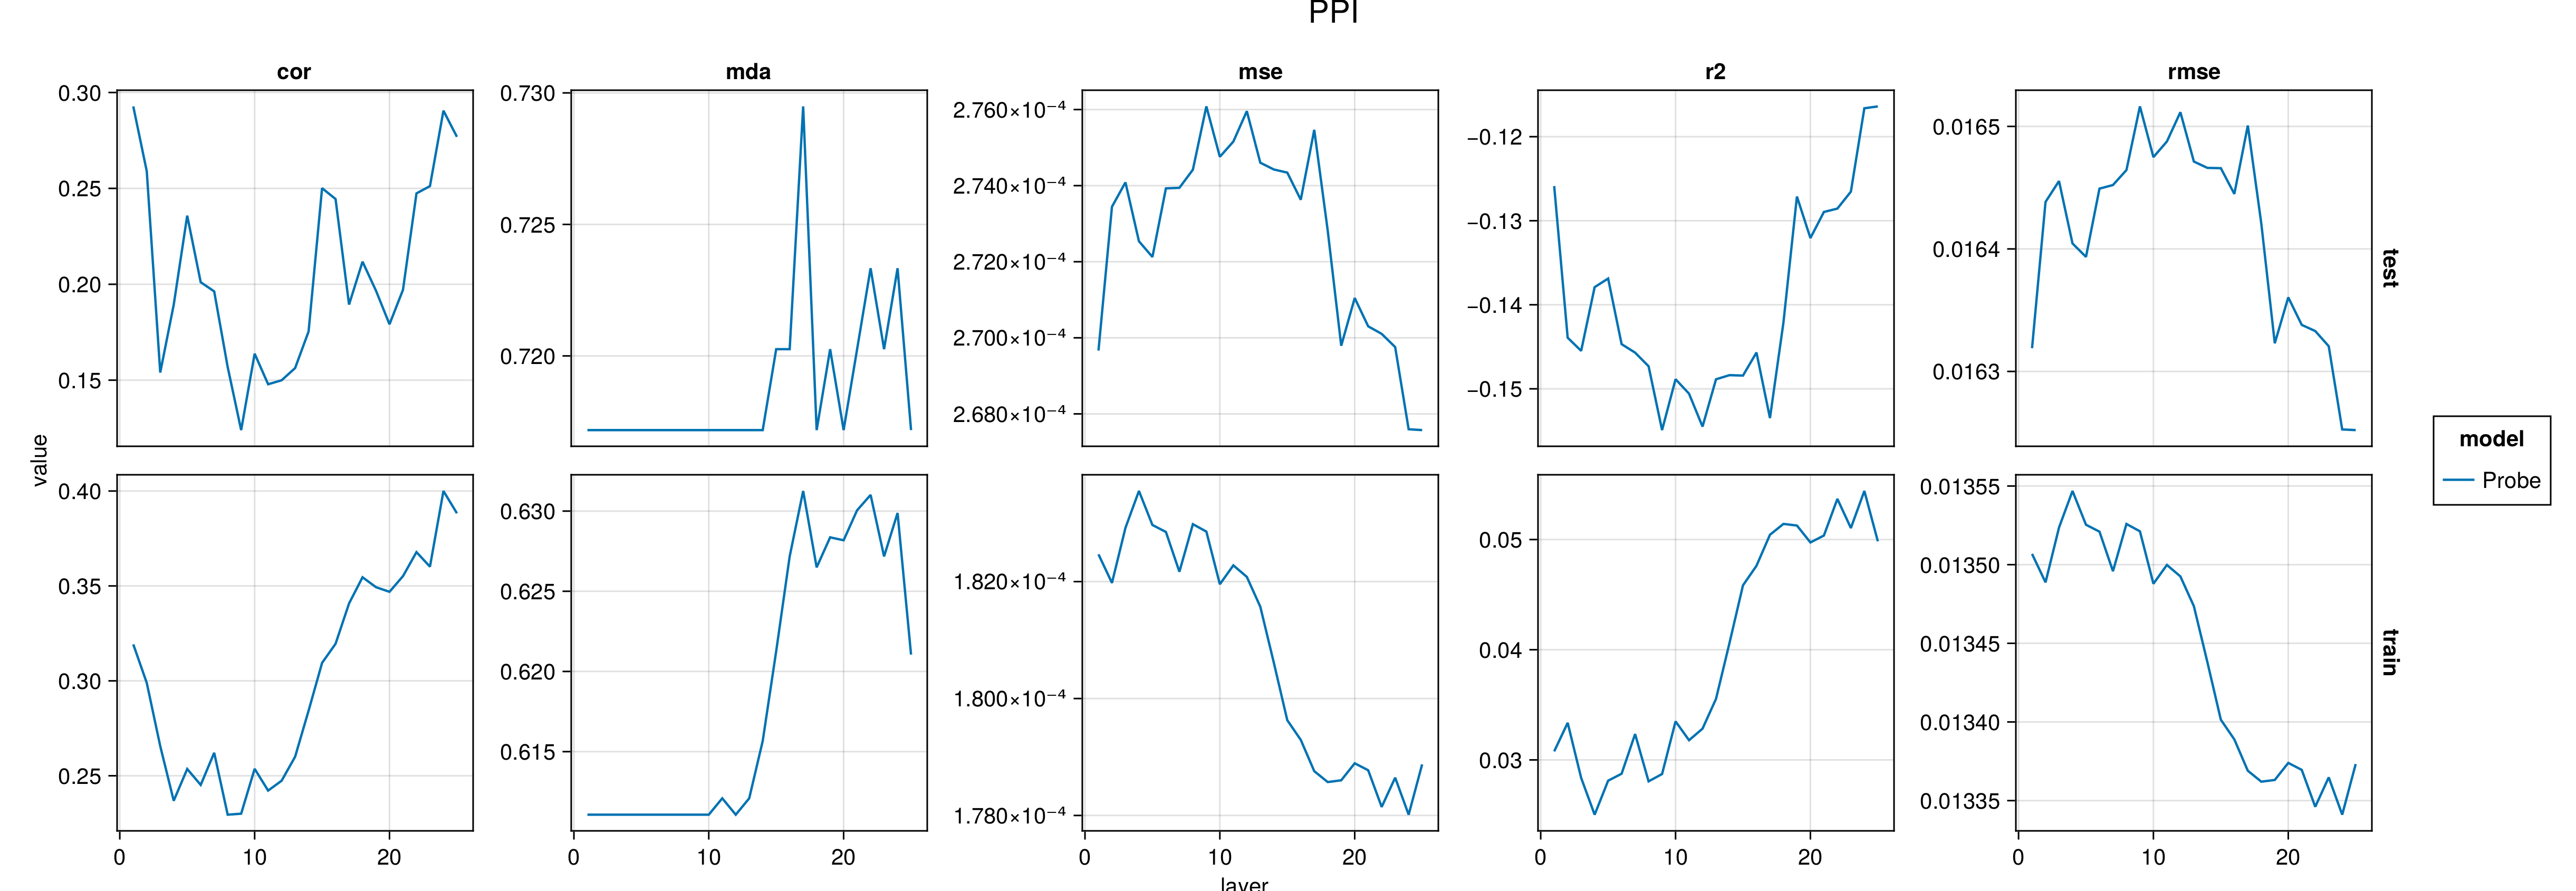 PPI
cor mda mse r2 rmse
0.30 0.25 0.20 0.15
0.730 0.725 0.720
2.760×10⁻⁴ 2.740×10⁻⁴ 2.720×10⁻⁴ 2.700×10⁻⁴ 2.680×10⁻⁴
−0.12 −0.13 −0.14 −0.15
0.0165 0.0164 0.0163
test
value
0.40 0.35 0.30 0.25
0.630 0.625 0.620 0.615
1.820×10⁻⁴ 1.800×10⁻⁴ 1.780×10⁻⁴
0.05 0.04 0.03
0.01355 0.01350 0.01345 0.01340 0.01335
train
0 10 20 0 10 20 0 10 20 0 10 20 0 10 20
layer
model
Probe